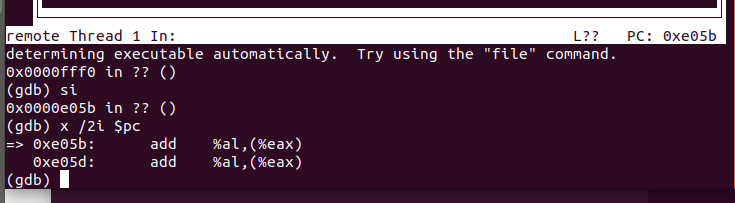 remote Thread 1 In: L?? PC: 0xe05b
determining executable automatically.  Try using the "file" command.
0x0000fff0 in ?? ()
(gdb) si
0x0000e05b in ?? ()
(gdb) x /2i $pc
=> 0xe05b:      add    %al,(%eax)
   0xe05d:      add    %al,(%eax)
(gdb)